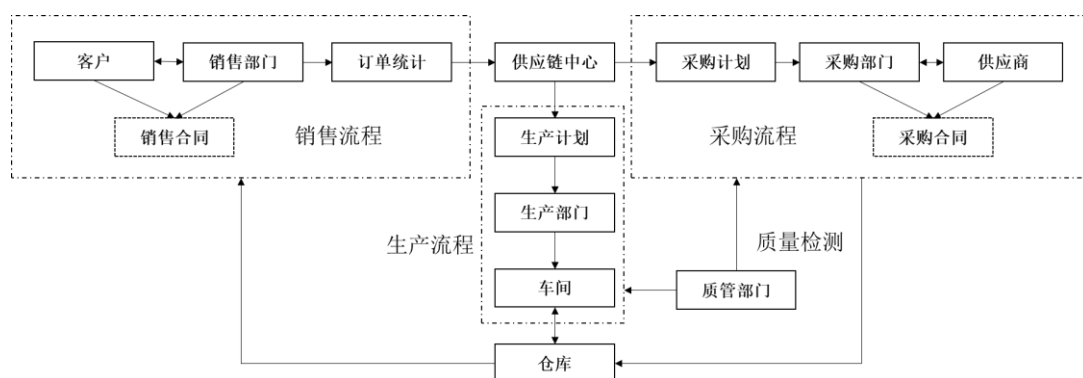 客户
销售部门
订单统计
供应链中心
采购计划
采购部门
供应商
销售合同
销售流程
生产计划
采购流程
采购合同
生产部门
生产流程
质量检测
车间
质管部门
仓库